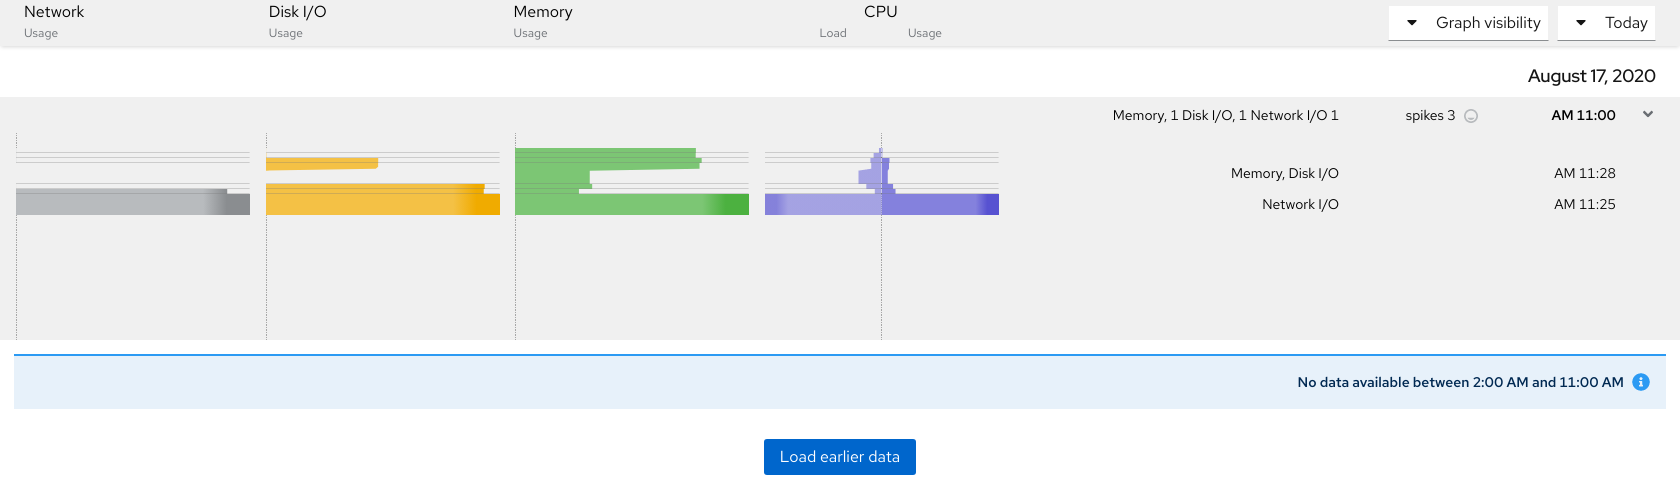 Network Disk I/O Memory CPU
Usage Usage Usage Load Usage
Graph visibility Today
August 17, 2020
Memory, 1 Disk I/O, 1 Network I/O 1 spikes 3 AM 11:00
Memory, Disk I/O AM 11:28
Network I/O AM 11:25
No data available between 2:00 AM and 11:00 AM
Load earlier data